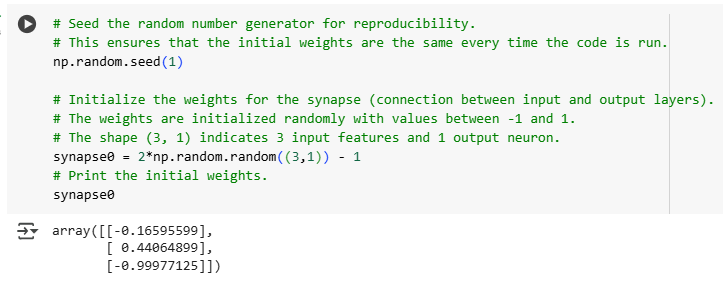 # Seed the random number generator for reproducibility.
# This ensures that the initial weights are the same every time the code is run.
np.random.seed(1)
# Initialize the weights for the synapse (connection between input and output layers).
# The weights are initialized randomly with values between -1 and 1.
# The shape (3, 1) indicates 3 input features and 1 output neuron.
synapse0 = 2*np.random.random((3,1)) - 1
# Print the initial weights.
synapse0
array([[-0.16595599],
[ 0.44064899],
[-0.99977125]])